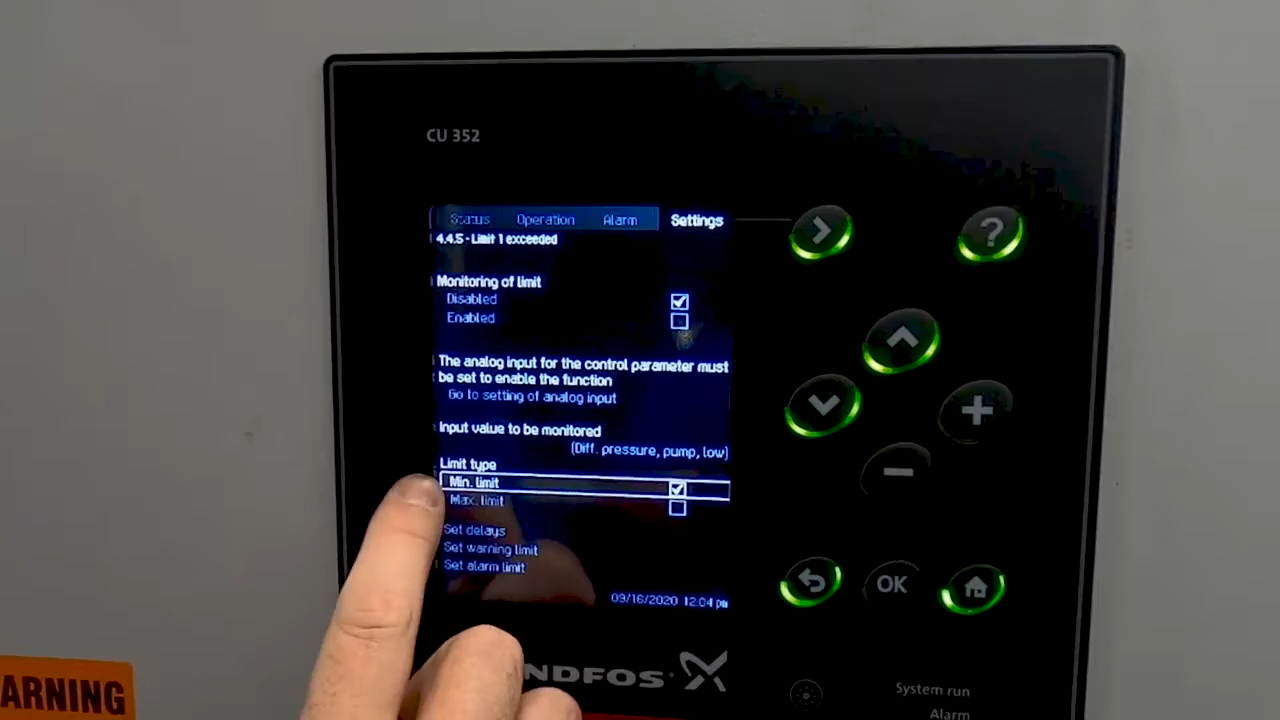 CU 352
Status Operation Alarm Settings
4.4.5 - Limit 1 exceeded
Monitoring of limit
Disabled
Enabled
The analog input for the control parameter must
be set to enable the function
Go to setting of analog input
Input value to be monitored
(Diff. pressure, pump, low)
Limit type
Min. limit
Max. limit
Set delays
Set warning limit
Set alarm limit
09/16/2020 12:04 pm
NDFOS
OK
System run
Alarm
ARNING